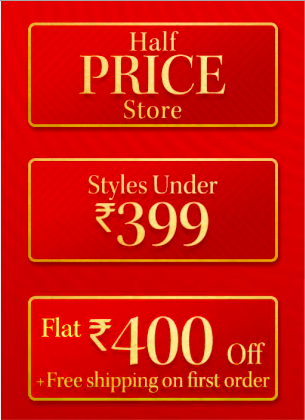 Half
PRICE
Store
Styles Under
₹399
Flat ₹400 Off
+Free shipping on first order